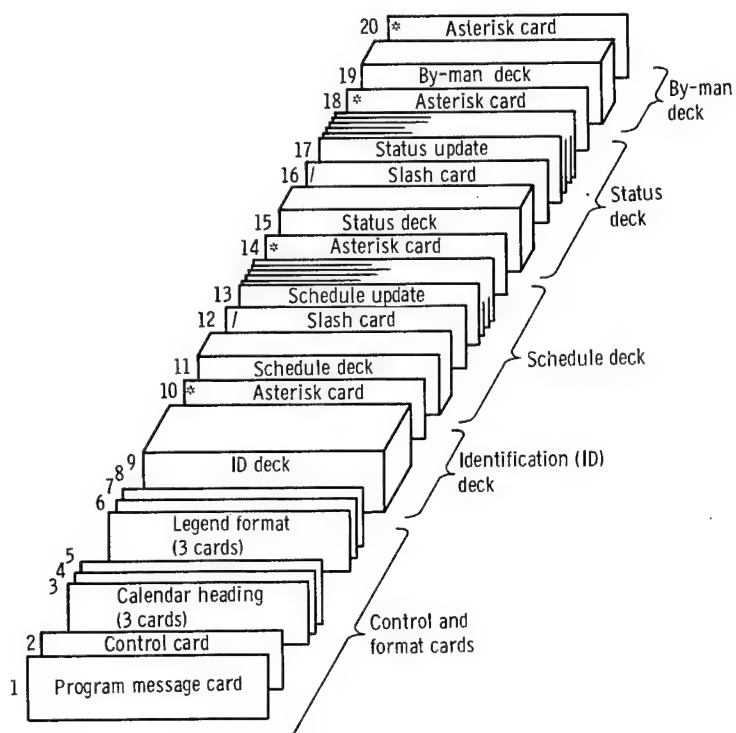 20 * Asterisk card
19 By-man deck
18 * Asterisk card
By-man
deck
17 Status update
16 / Slash card
Status
deck
15 Status deck
14 * Asterisk card
13 Schedule update
12 / Slash card
Schedule deck
11 Schedule deck
10 * Asterisk card
9 ID deck
Identification (ID)
deck
8
7
6 Legend format
(3 cards)
5
4
3 Calendar heading
(3 cards)
Control and
format cards
2 Control card
1 Program message card